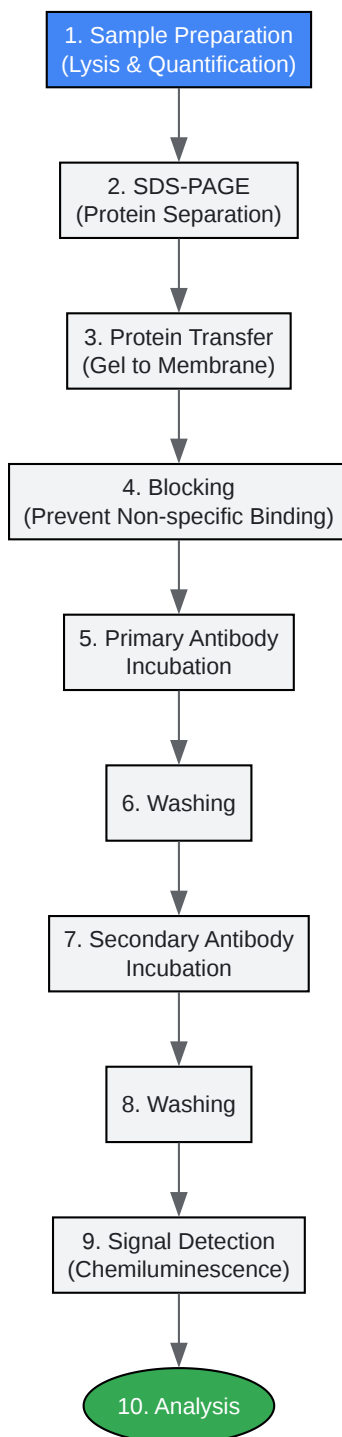 1. Sample Preparation
(Lysis & Quantification)
2. SDS-PAGE
(Protein Separation)
3. Protein Transfer
(Gel to Membrane)
4. Blocking
(Prevent Non-specific Binding)
5. Primary Antibody
Incubation
6. Washing
7. Secondary Antibody
Incubation
8. Washing
9. Signal Detection
(Chemiluminescence)
10. Analysis